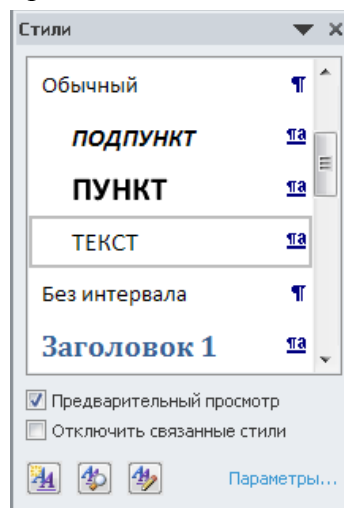 Стили
Обычный ¶
ПОДПУНКТ ¶a
ПУНКТ ¶a
ТЕКСТ ¶a
Без интервала ¶
Заголовок 1 ¶a
Предварительный просмотр
Отключить связанные стили
Параметры...